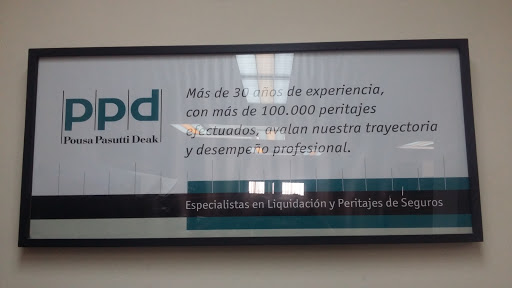 ppd
Pousa Pasutti Deak
Más de 30 años de experiencia,
con más de 100.000 peritajes
efectuados, avalan nuestra trayectoria
y desempeño profesional.
Especialistas en Liquidación y Peritajes de Seguros